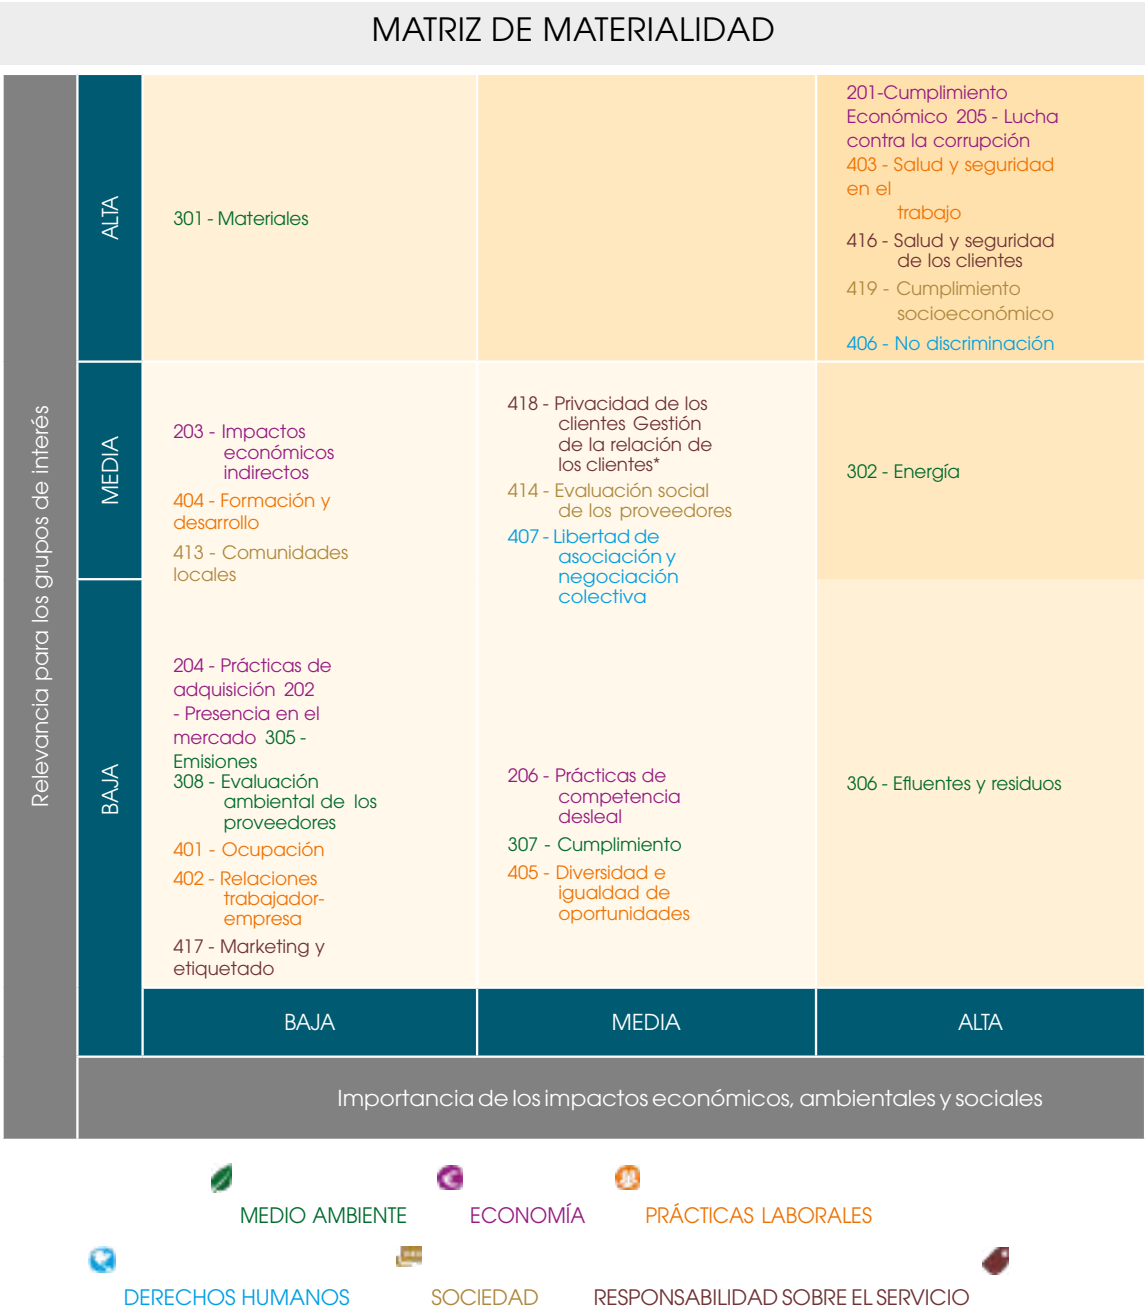 MATRIZ DE MATERIALIDAD
Relevancia para los grupos de interés
ALTA
301 - Materiales
201-Cumplimiento
Económico 205 - Lucha
contra la corrupción
403 - Salud y seguridad
en el
trabajo
416 - Salud y seguridad
de los clientes
419 - Cumplimiento
socioeconómico
406 - No discriminación
MEDIA
203 - Impactos
económicos
indirectos
404 - Formación y
desarrollo
413 - Comunidades
locales
418 - Privacidad de los
clientes Gestión
de la relación de
los clientes*
414 - Evaluación social
de los proveedores
407 - Libertad de
asociación y
negociación
colectiva
302 - Energía
BAJA
204 - Prácticas de
adquisición 202
- Presencia en el
mercado 305 -
Emisiones
308 - Evaluación
ambiental de los
proveedores
401 - Ocupación
402 - Relaciones
trabajador-
empresa
417 - Marketing y
etiquetado
206 - Prácticas de
competencia
desleal
307 - Cumplimiento
405 - Diversidad e
igualdad de
oportunidades
306 - Efluentes y residuos
BAJA
MEDIA
ALTA
Importancia de los impactos económicos, ambientales y sociales
MEDIO AMBIENTE
ECONOMÍA
PRÁCTICAS LABORALES
DERECHOS HUMANOS
SOCIEDAD
RESPONSABILIDAD SOBRE EL SERVICIO